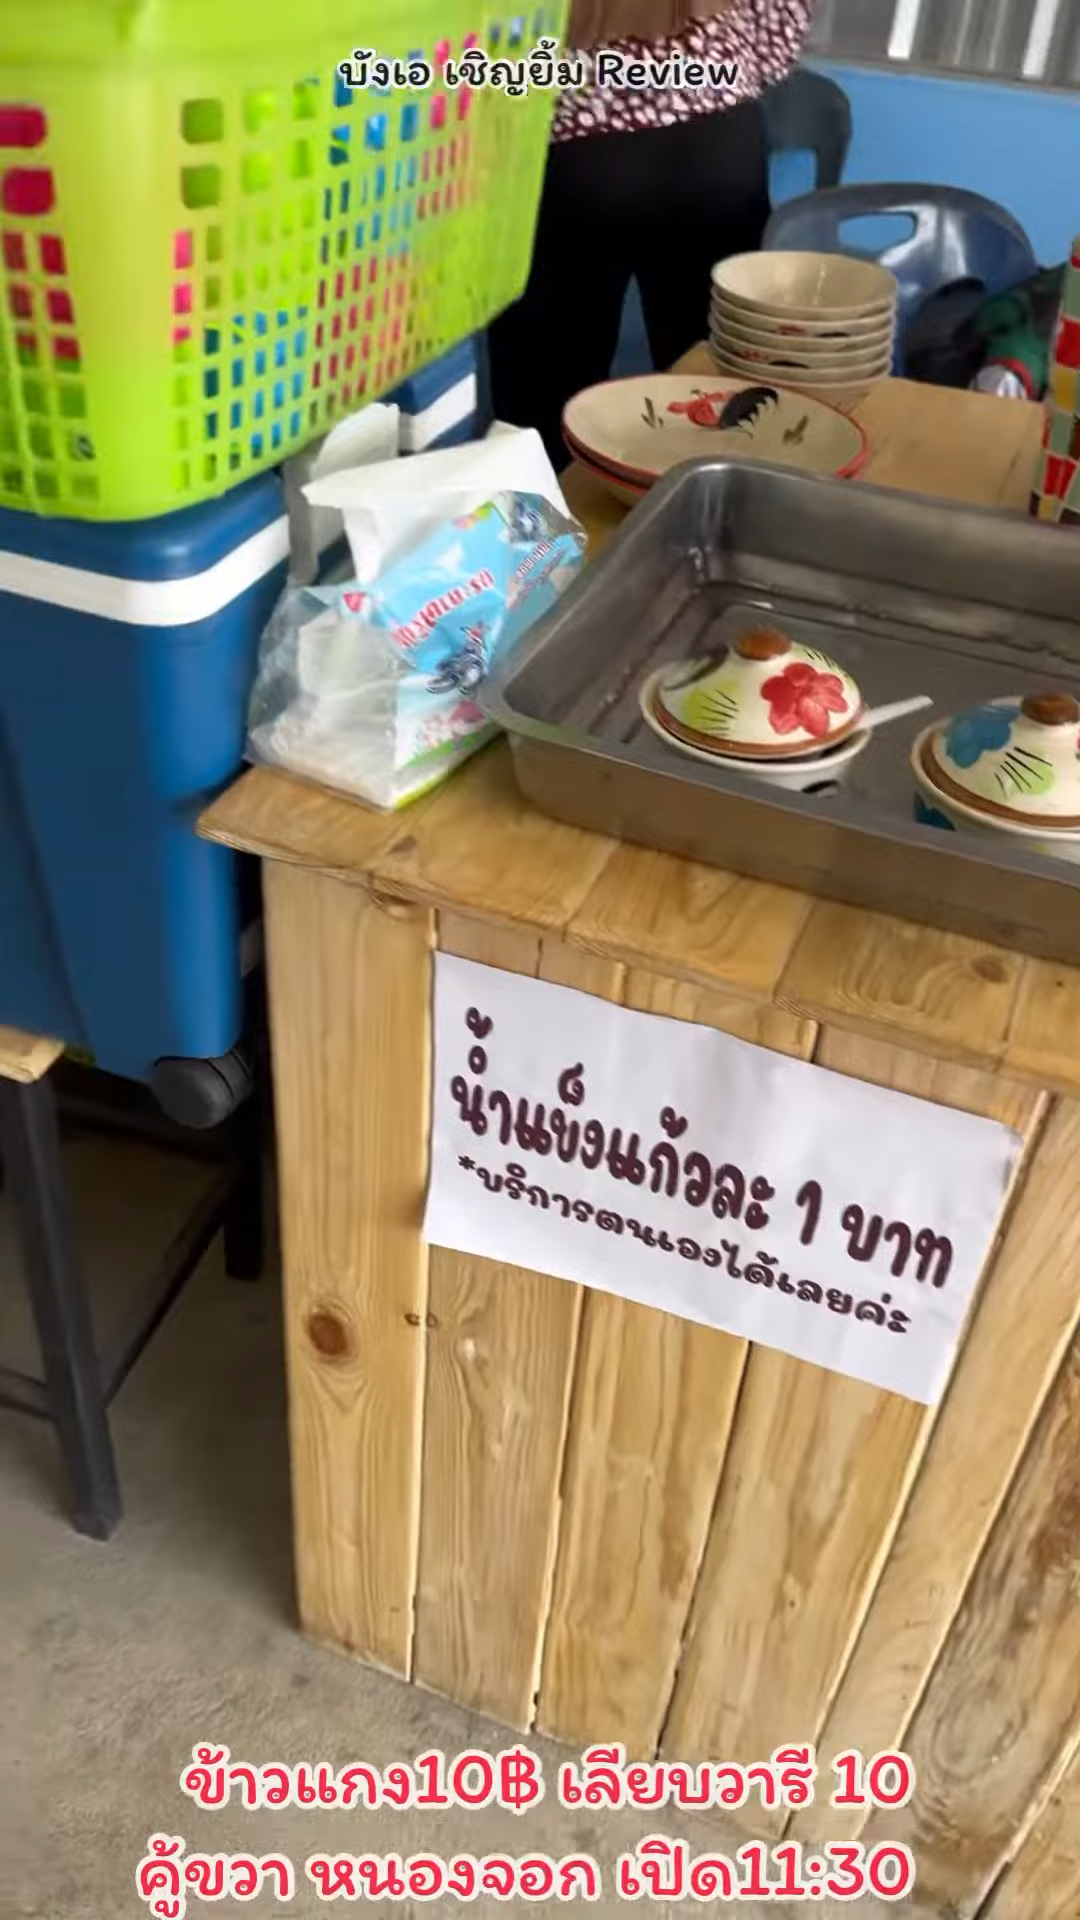 บังเอ เชิญยิ้ม Review
น้ำแข็งแก้วละ 1 บาท
*บริการตนเองได้เลยค่ะ
ข้าวแกง10฿ เลียบวารี 10
คู้ขวา หนองจอก เปิด11:30